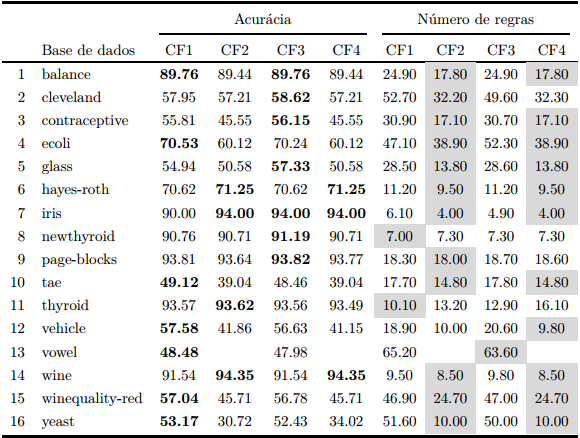 Acurácia Número de regras
Base de dados CF1 CF2 CF3 CF4 CF1 CF2 CF3 CF4
1 balance 89.76 89.44 89.76 89.44 24.90 17.80 24.90 17.80
2 cleveland 57.95 57.21 58.62 57.21 52.70 32.20 49.60 32.30
3 contraceptive 55.81 45.55 56.15 45.55 30.90 17.10 30.70 17.10
4 ecoli 70.53 60.12 70.24 60.12 47.10 38.90 52.30 38.90
5 glass 54.94 50.58 57.33 50.58 28.50 13.80 28.60 13.80
6 hayes-roth 70.62 71.25 70.62 71.25 11.20 9.50 11.20 9.50
7 iris 90.00 94.00 94.00 94.00 6.10 4.00 4.90 4.00
8 newthyroid 90.76 90.71 91.19 90.71 7.00 7.30 7.30 7.30
9 page-blocks 93.81 93.64 93.82 93.77 18.30 18.00 18.70 18.60
10 tae 49.12 39.04 48.46 39.04 17.70 14.80 17.80 14.80
11 thyroid 93.57 93.62 93.56 93.49 10.10 13.20 12.90 16.10
12 vehicle 57.58 41.86 56.63 41.15 18.90 10.00 20.60 9.80
13 vowel 48.48 47.98 65.20 63.60
14 wine 91.54 94.35 91.54 94.35 9.50 8.50 9.80 8.50
15 winequality-red 57.04 45.71 56.78 45.71 46.90 24.70 47.00 24.70
16 yeast 53.17 30.72 52.43 34.02 51.60 10.00 50.00 10.00